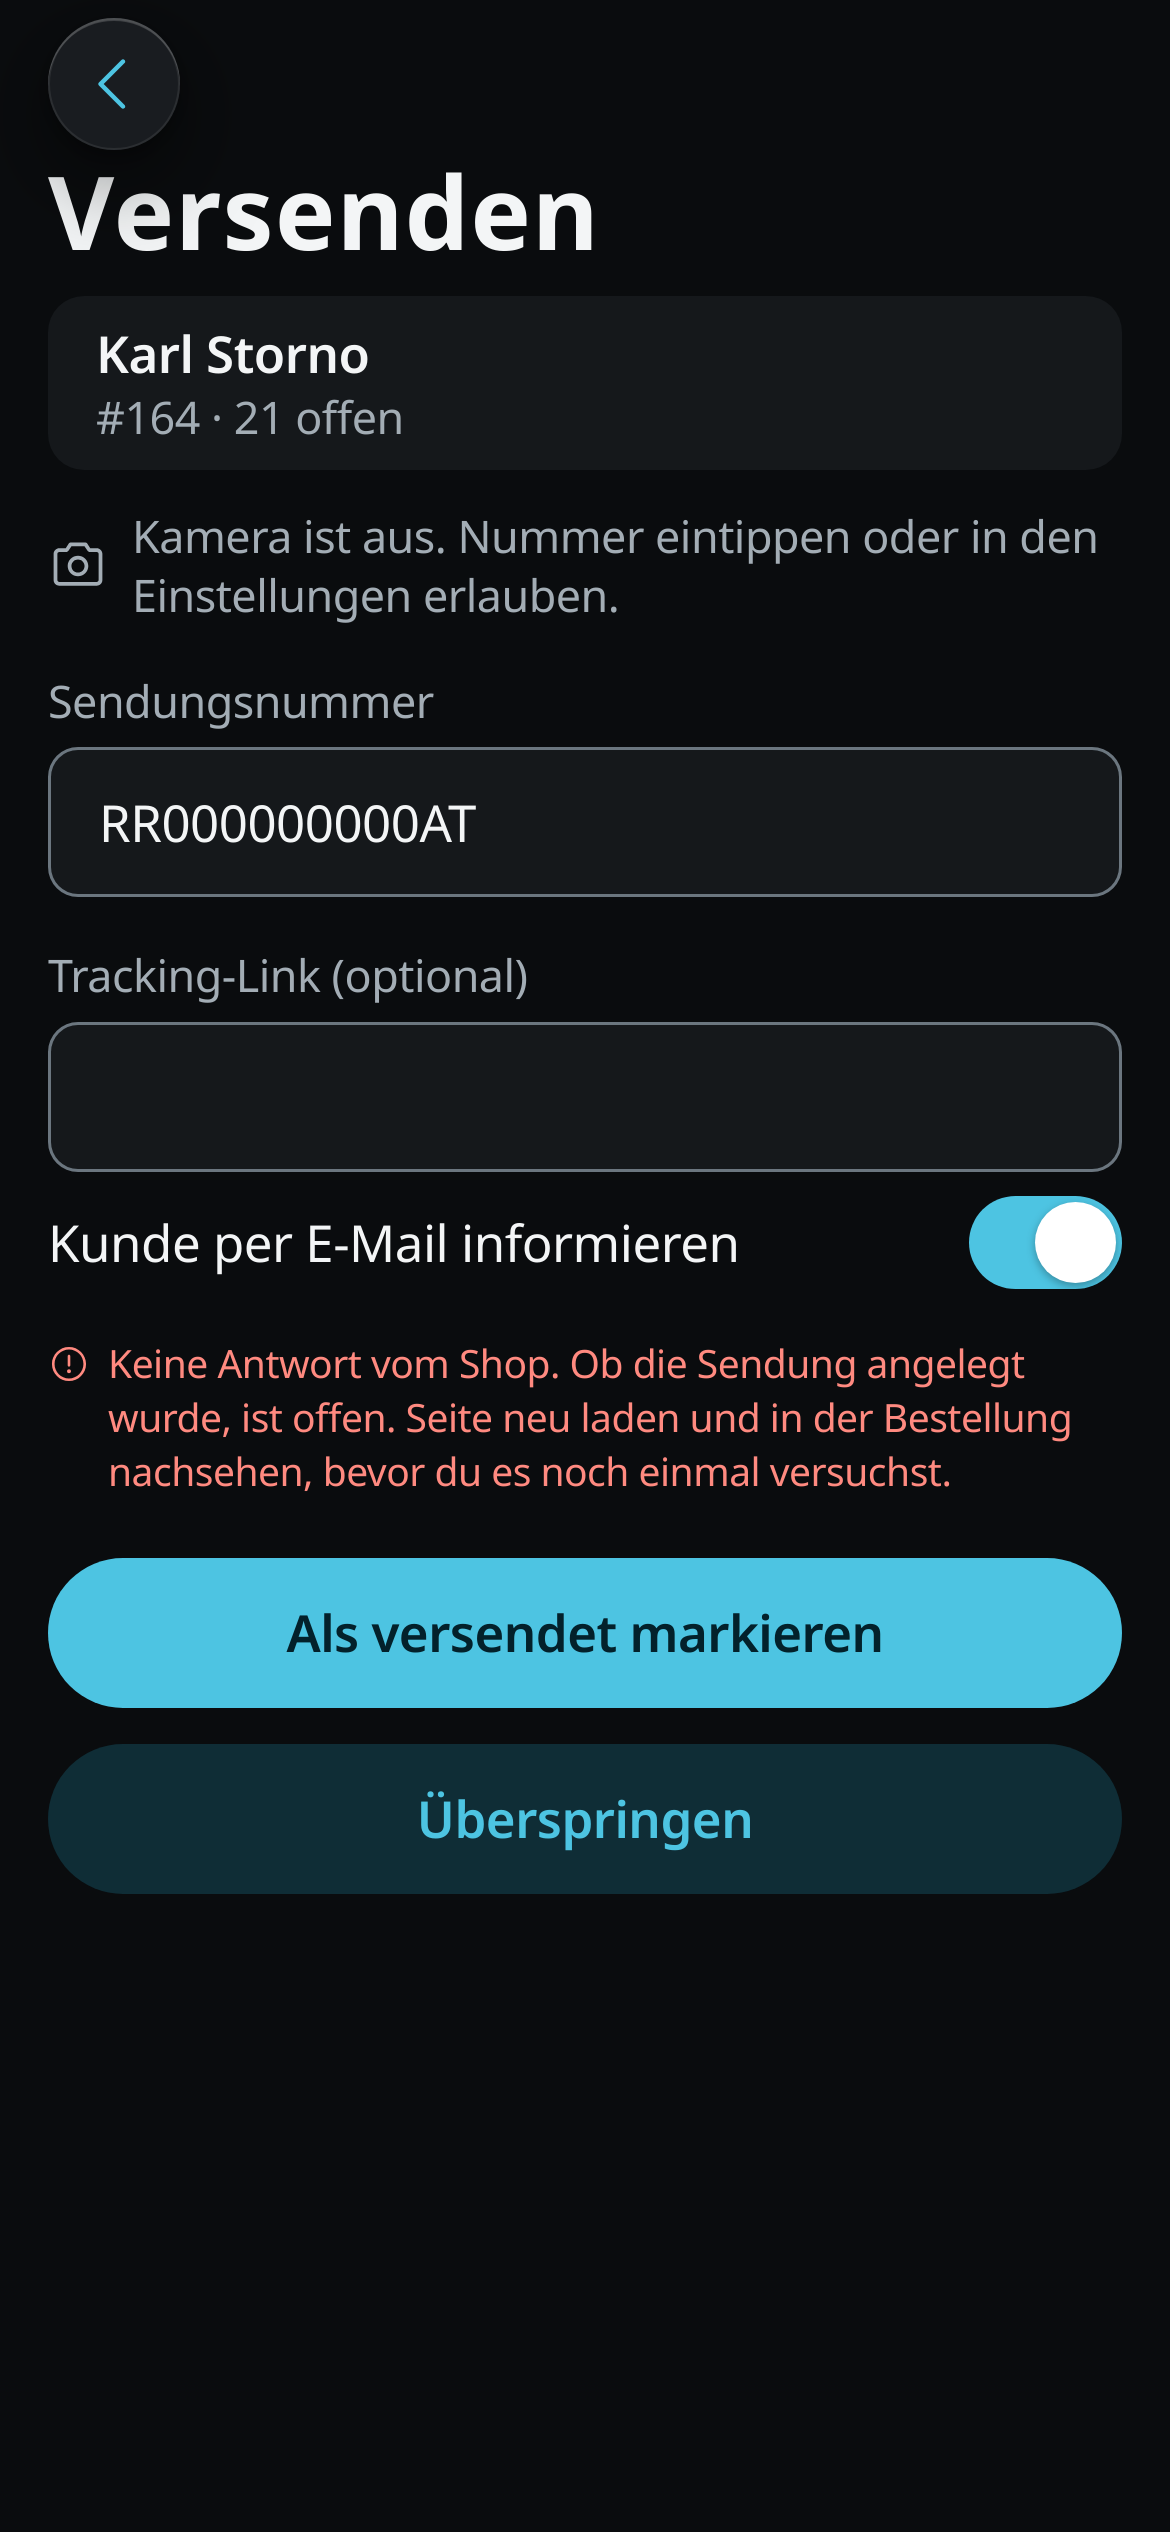 Versenden
Karl Storno
#164 · 21 offen
Kamera ist aus. Nummer eintippen oder in den
Einstellungen erlauben.
Sendungsnummer
RR000000000AT
Tracking-Link (optional)
Kunde per E-Mail informieren
Keine Antwort vom Shop. Ob die Sendung angelegt
wurde, ist offen. Seite neu laden und in der Bestellung
nachsehen, bevor du es noch einmal versuchst.
Als versendet markieren
Überspringen